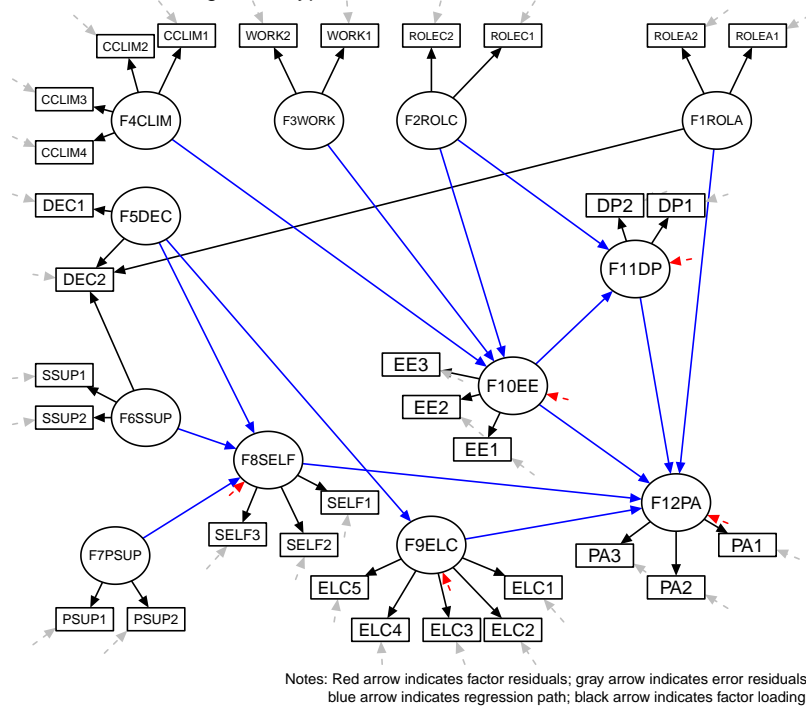 CCLIM2
CCLIM1
WORK2
WORK1
ROLEC2
ROLEC1
ROLEA2
ROLEA1
CCLIM3
CCLIM4
F4CLIM
F3WORK
F2ROLC
F1ROLA
DEC1
F5DEC
DEC2
DP2
DP1
F11DP
SSUP1
SSUP2
F6SSUP
EE3
EE2
EE1
F10EE
F8SELF
SELF1
SELF2
SELF3
F12PA
PA3
PA2
PA1
F7PSUP
PSUP1
PSUP2
F9ELC
ELC5
ELC4
ELC3
ELC2
ELC1
Notes: Red arrow indicates factor residuals; gray arrow indicates error residuals
blue arrow indicates regression path; black arrow indicates factor loading